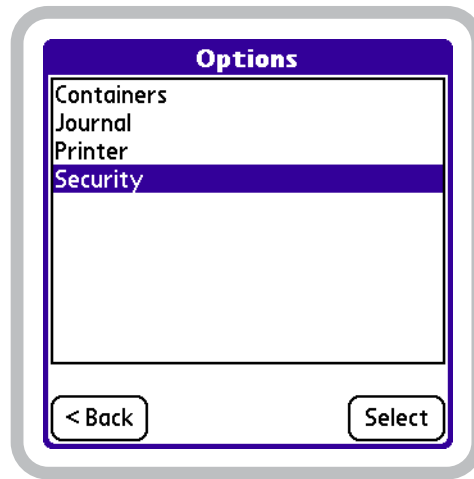 Options
Containers
Journal
Printer
Security
< Back
Select